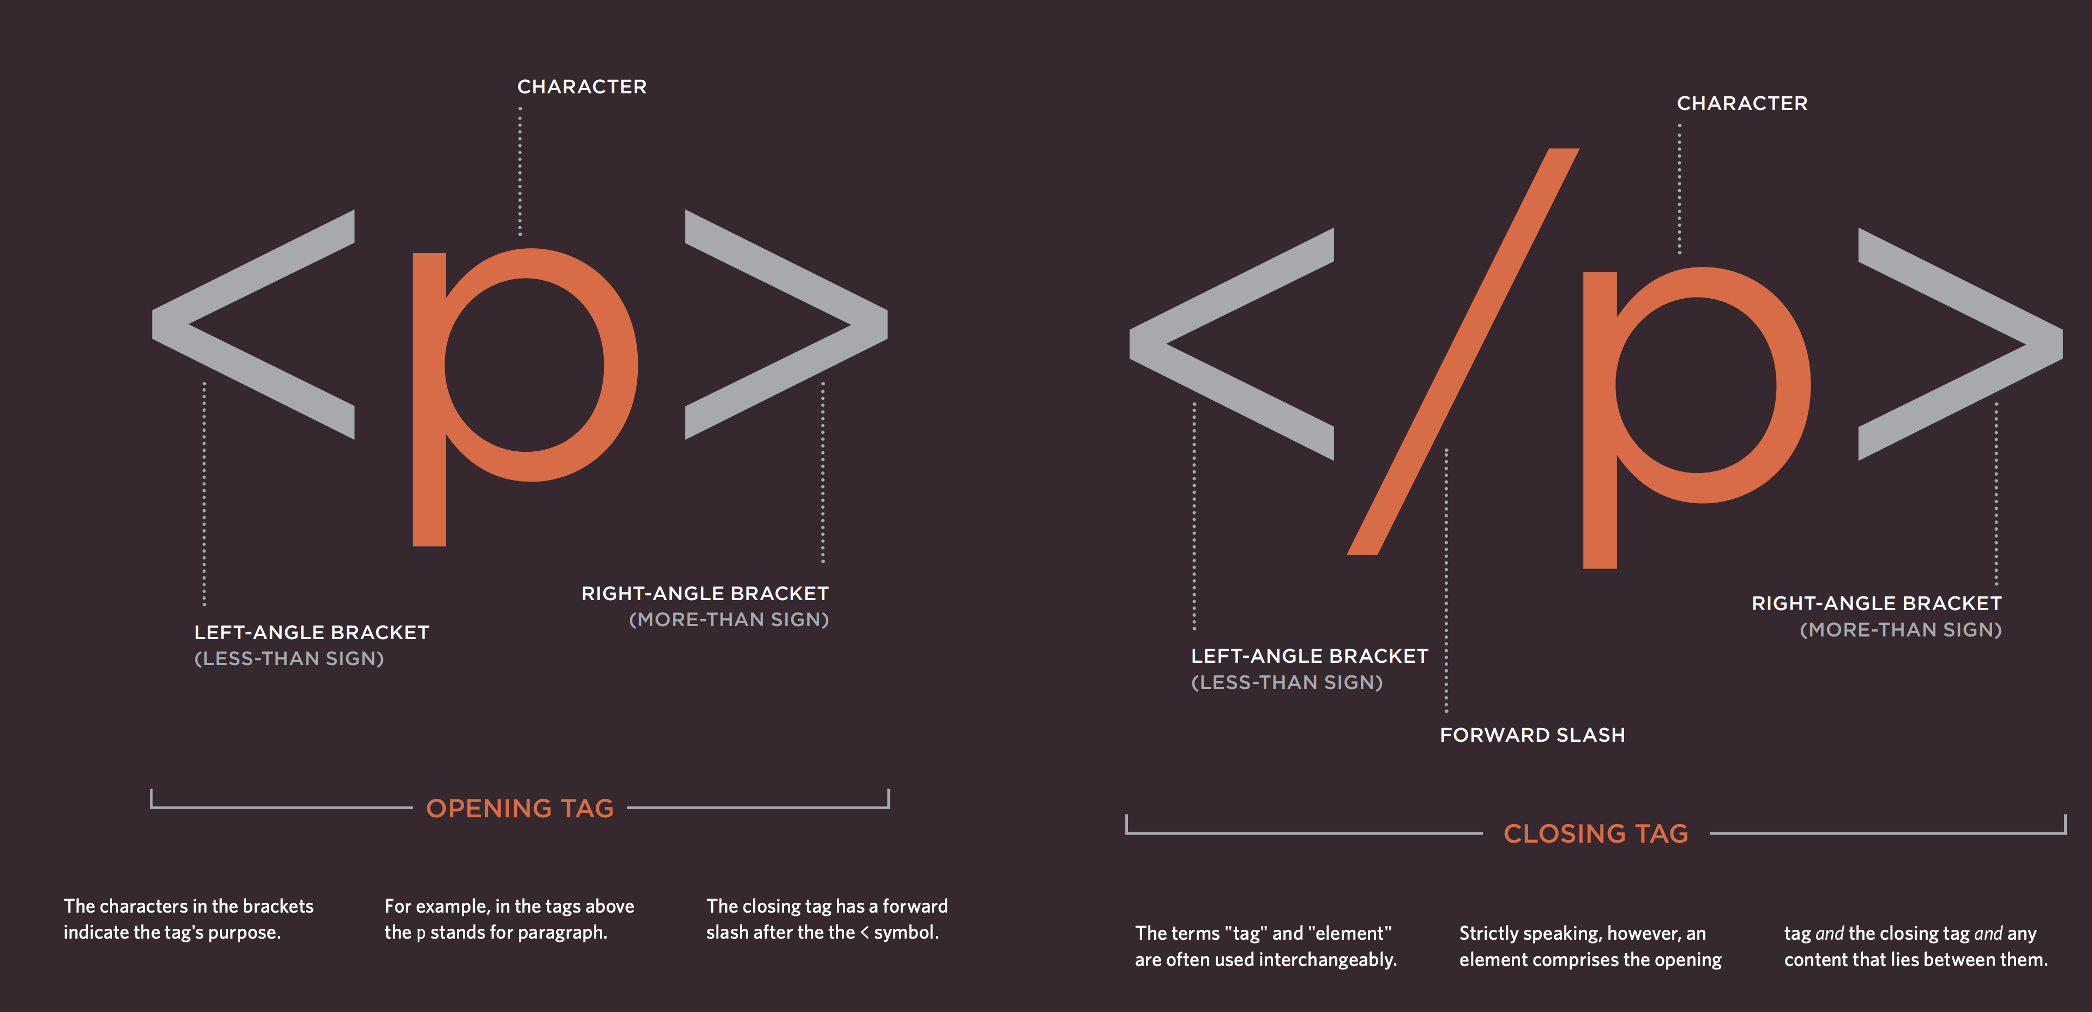 CHARACTER
<p>
LEFT-ANGLE BRACKET
(LESS-THAN SIGN)
RIGHT-ANGLE BRACKET
(MORE-THAN SIGN)
OPENING TAG
The characters in the brackets
indicate the tag's purpose.
For example, in the tags above
the p stands for paragraph.
The closing tag has a forward
slash after the the < symbol.
CHARACTER
</p>
LEFT-ANGLE BRACKET
(LESS-THAN SIGN)
FORWARD SLASH
RIGHT-ANGLE BRACKET
(MORE-THAN SIGN)
CLOSING TAG
The terms "tag" and "element"
are often used interchangeably.
Strictly speaking, however, an
element comprises the opening
tag and the closing tag and any
content that lies between them.